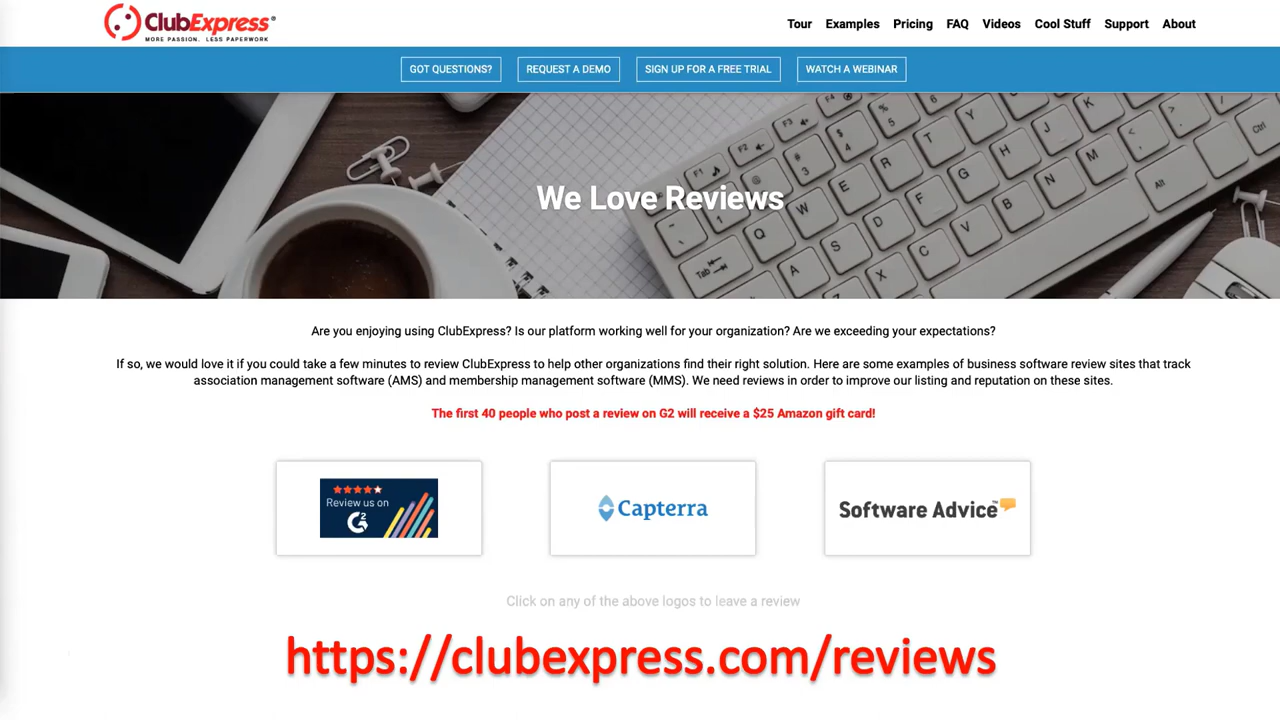 ClubExpress®
MORE PASSION. LESS PAPERWORK
Tour Examples Pricing FAQ Videos Cool Stuff Support About
GOT QUESTIONS? REQUEST A DEMO SIGN UP FOR A FREE TRIAL WATCH A WEBINAR
We Love Reviews
Are you enjoying using ClubExpress? Is our platform working well for your organization? Are we exceeding your expectations?
If so, we would love it if you could take a few minutes to review ClubExpress to help other organizations find their right solution. Here are some examples of business software review sites that track
association management software (AMS) and membership management software (MMS). We need reviews in order to improve our listing and reputation on these sites.
The first 40 people who post a review on G2 will receive a $25 Amazon gift card!
Review us on
G2
Capterra
Software Advice™
Click on any of the above logos to leave a review
https://clubexpress.com/reviews